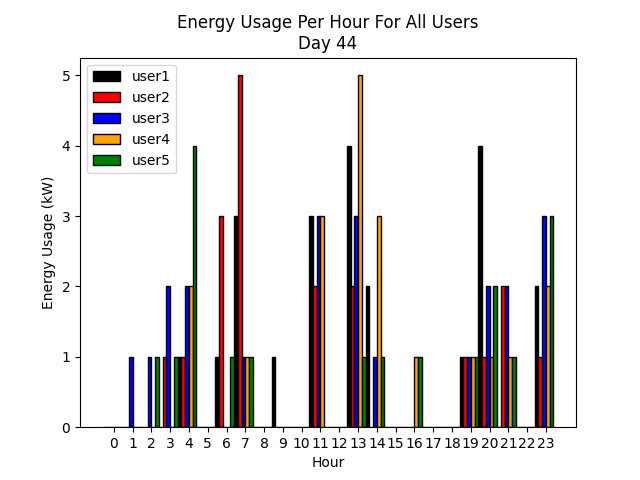 Energy Usage Per Hour For All Users
Day 44
user1
user2
user3
user4
user5
Energy Usage (kW)
5
4
3
2
1
0
0 1 2 3 4 5 6 7 8 9 10 11 12 13 14 15 16 17 18 19 20 21 22 23
Hour